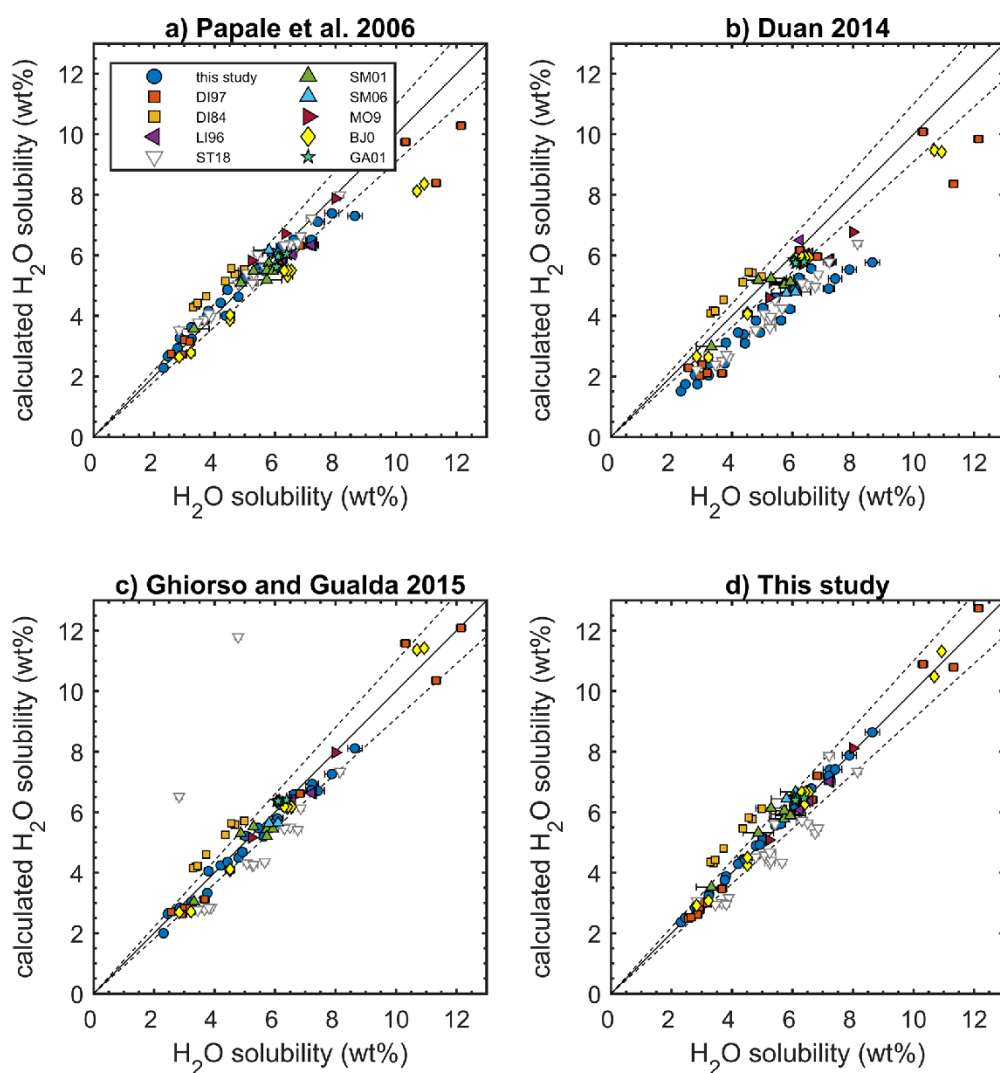 a) Papale et al. 2006
calculated H2O solubility (wt%)
12
10
8
6
4
2
0
this study
DI97
DI84
LI96
ST18
SM01
SM06
MO9
BJ0
GA01
0 2 4 6 8 10 12
H2O solubility (wt%)
b) Duan 2014
calculated H2O solubility (wt%)
12
10
8
6
4
2
0
0 2 4 6 8 10 12
H2O solubility (wt%)
c) Ghiorso and Gualda 2015
calculated H2O solubility (wt%)
12
10
8
6
4
2
0
0 2 4 6 8 10 12
H2O solubility (wt%)
d) This study
calculated H2O solubility (wt%)
12
10
8
6
4
2
0
0 2 4 6 8 10 12
H2O solubility (wt%)